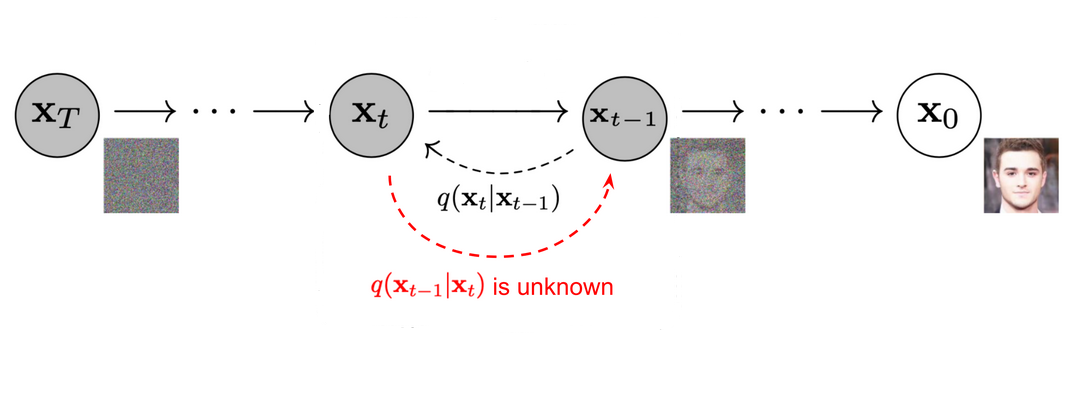 x_T ··· x_t x_{t−1} ··· x_0
q(x_t|x_{t−1})
q(x_{t−1}|x_t) is unknown